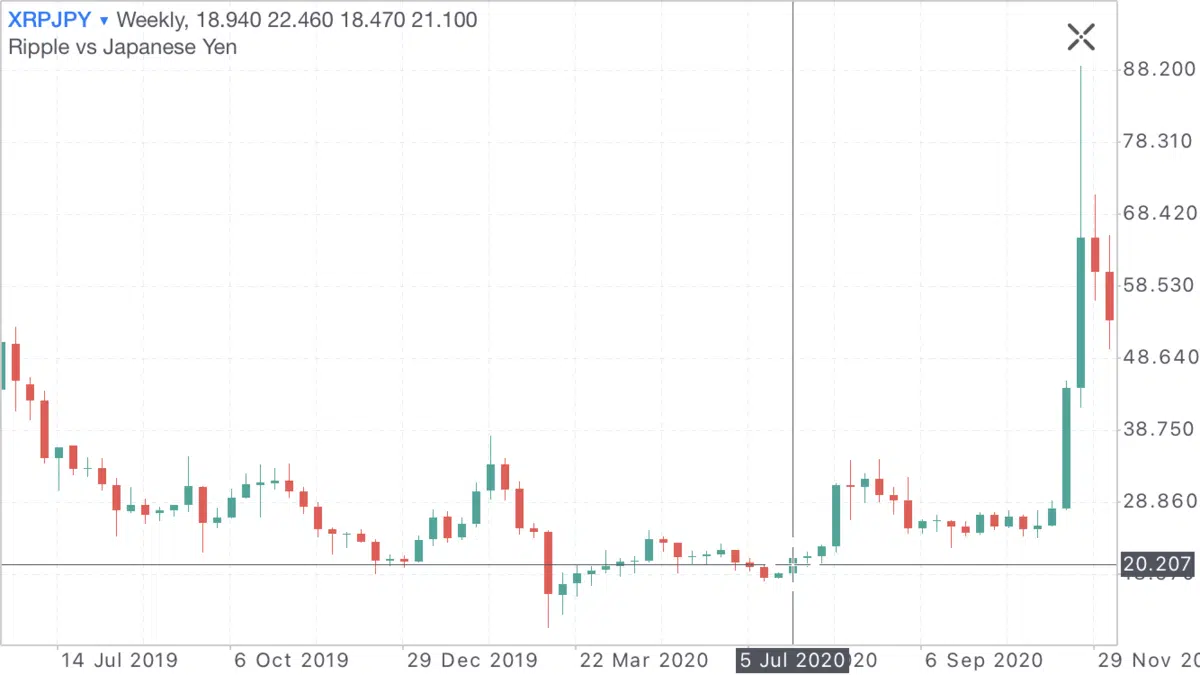 XRPJPY ▾ Weekly, 18.940 22.460 18.470 21.100
Ripple vs Japanese Yen
88.200
78.310
68.420
58.530
48.640
38.750
28.860
20.207
14 Jul 2019
6 Oct 2019
29 Dec 2019
22 Mar 2020
5 Jul 2020
20
6 Sep 2020
29 Nov 20